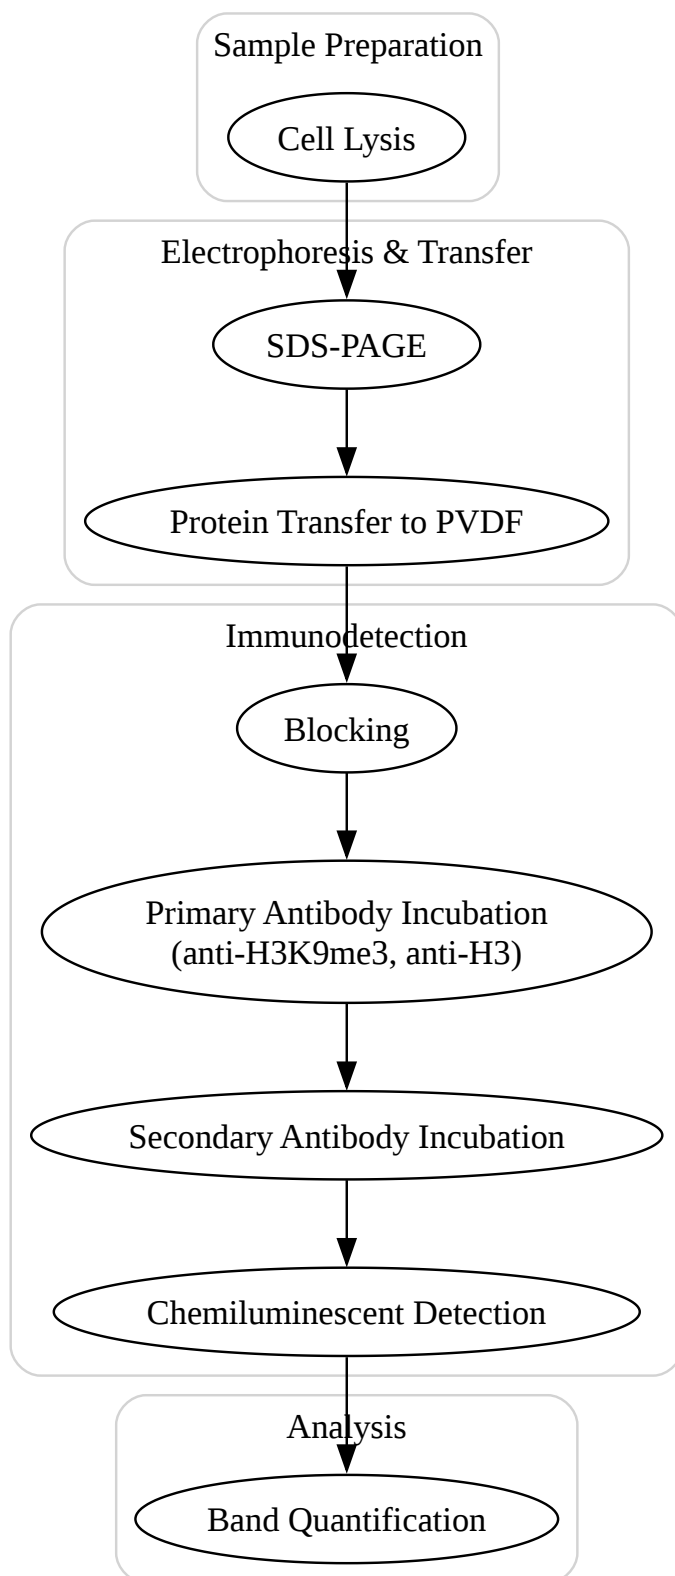 Sample Preparation
Cell Lysis
Electrophoresis & Transfer
SDS-PAGE
Protein Transfer to PVDF
Immunodetection
Blocking
Primary Antibody Incubation
(anti-H3K9me3, anti-H3)
Secondary Antibody Incubation
Chemiluminescent Detection
Analysis
Band Quantification